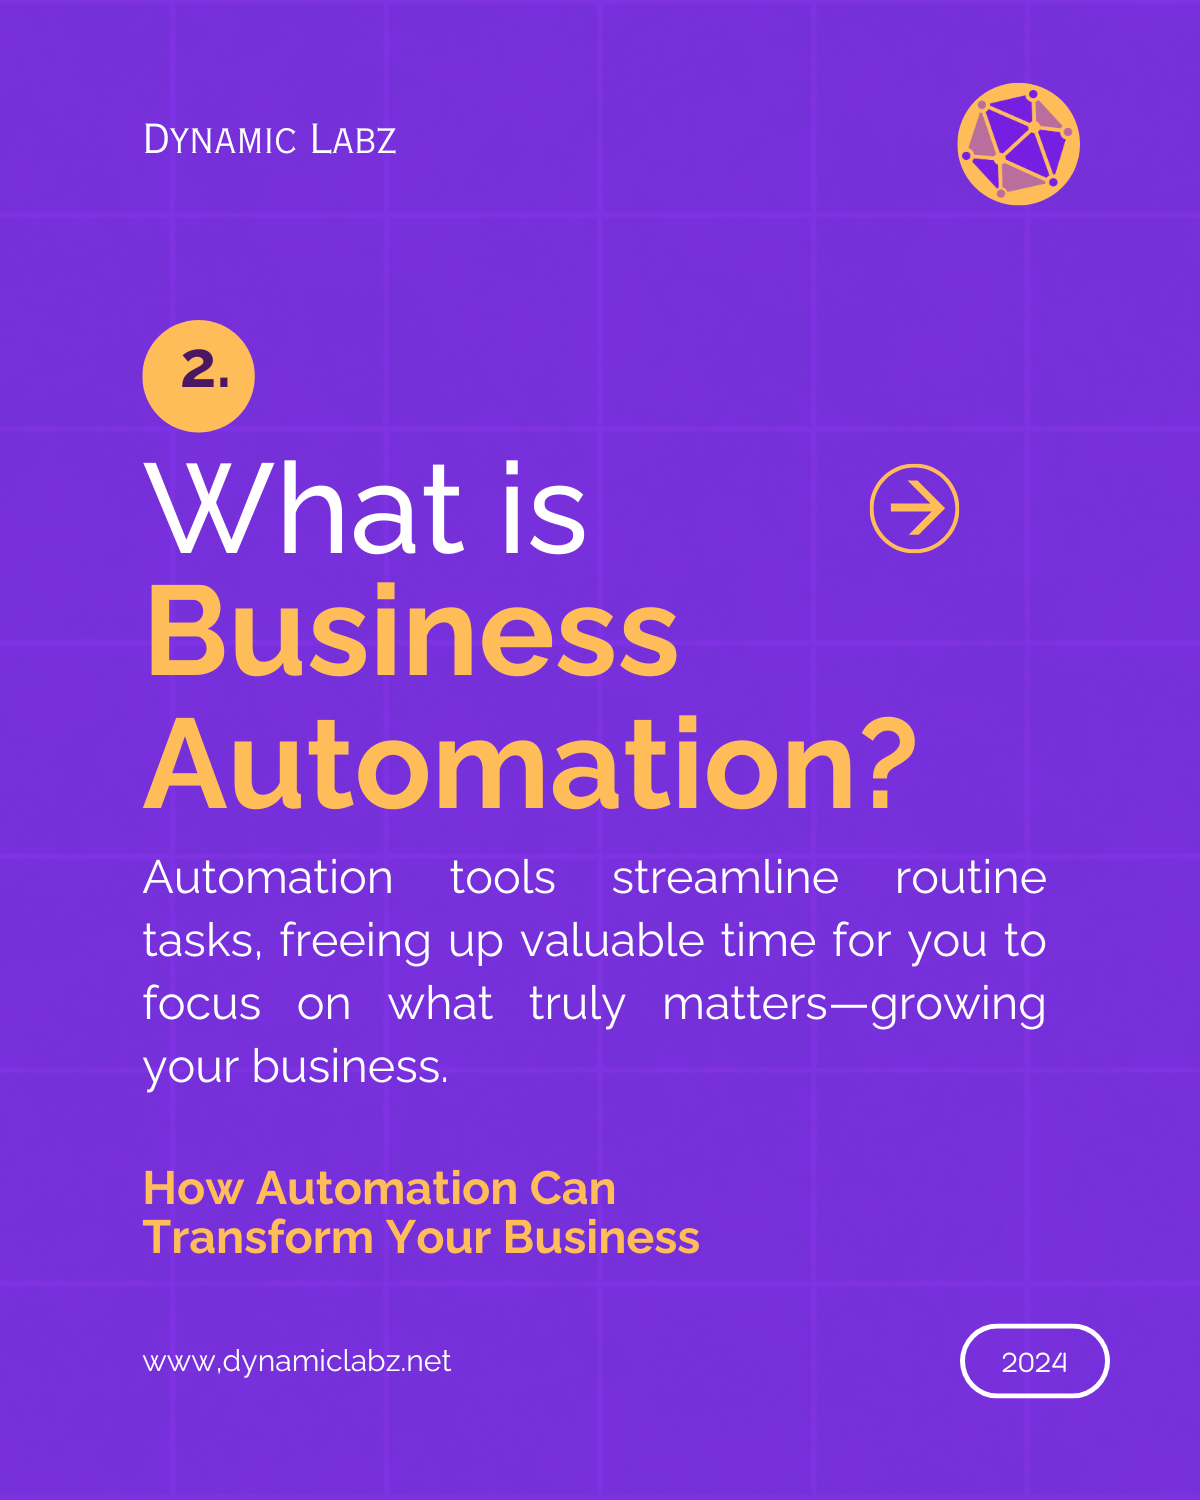 Dynamic Labz
2.
What is
Business
Automation?
Automation tools streamline routine
tasks, freeing up valuable time for you to
focus on what truly matters—growing
your business.
How Automation Can
Transform Your Business
www,dynamiclabz.net
2024